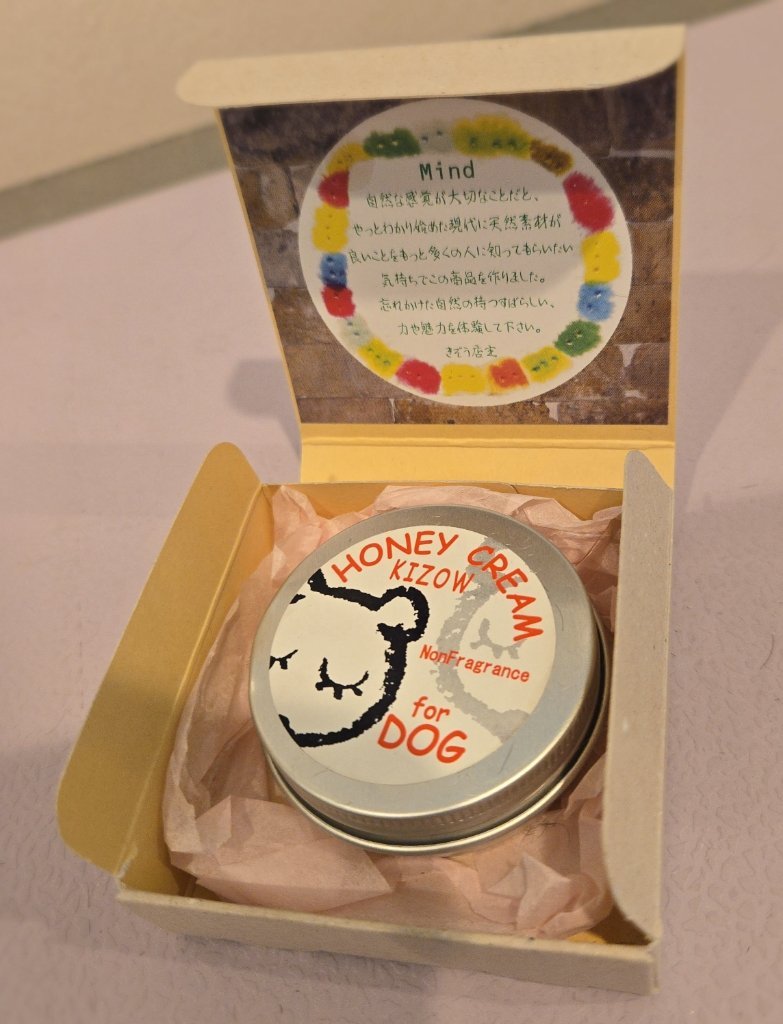 Mind
自然な感覚が大切なことだと、
やっとわかり始めた現代に天然素材が
良いことをもっと多くの人に知ってもらいたい
気持ちでこの商品を作りました。
忘れかけた自然の持つすばらしい、
力や魅力を体験して下さい。
きぞう店主
HONEY CREAM
KIZOW
NonFragrance
for
DOG